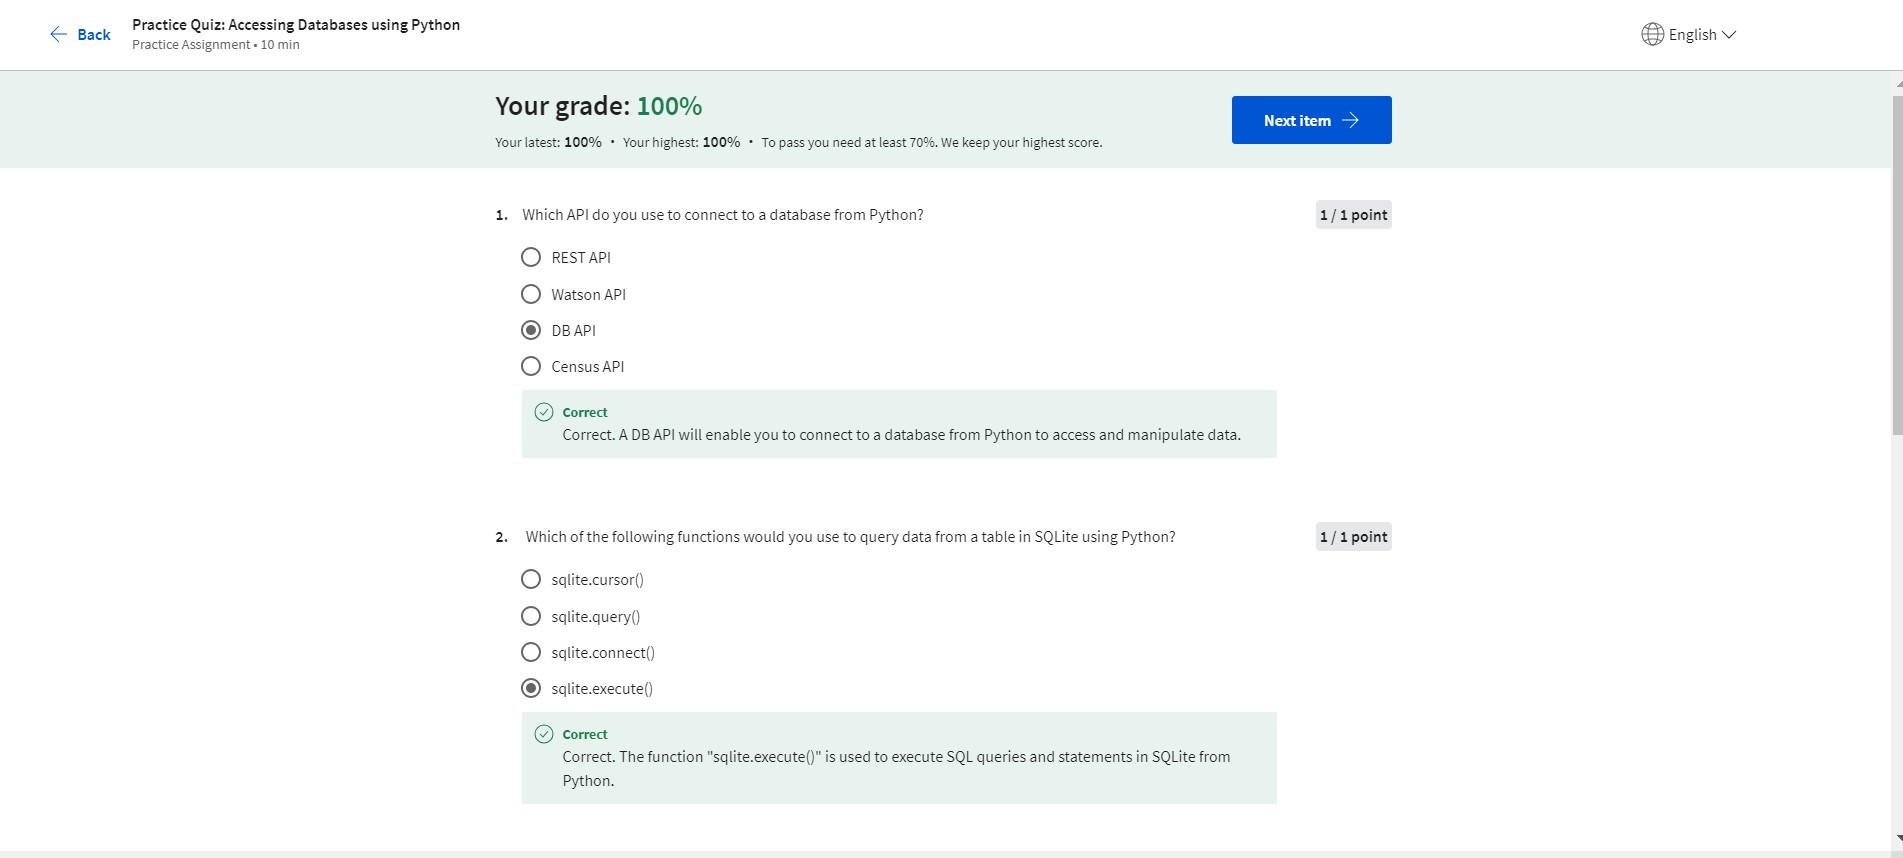 Back
Practice Quiz: Accessing Databases using Python
Practice Assignment • 10 min
English
Your grade: 100%
Your latest: 100% • Your highest: 100% • To pass you need at least 70%. We keep your highest score.
Next item
1. Which API do you use to connect to a database from Python?
1 / 1 point
REST API
Watson API
DB API
Census API
Correct
Correct. A DB API will enable you to connect to a database from Python to access and manipulate data.
2. Which of the following functions would you use to query data from a table in SQLite using Python?
1 / 1 point
sqlite.cursor()
sqlite.query()
sqlite.connect()
sqlite.execute()
Correct
Correct. The function "sqlite.execute()" is used to execute SQL queries and statements in SQLite from
Python.